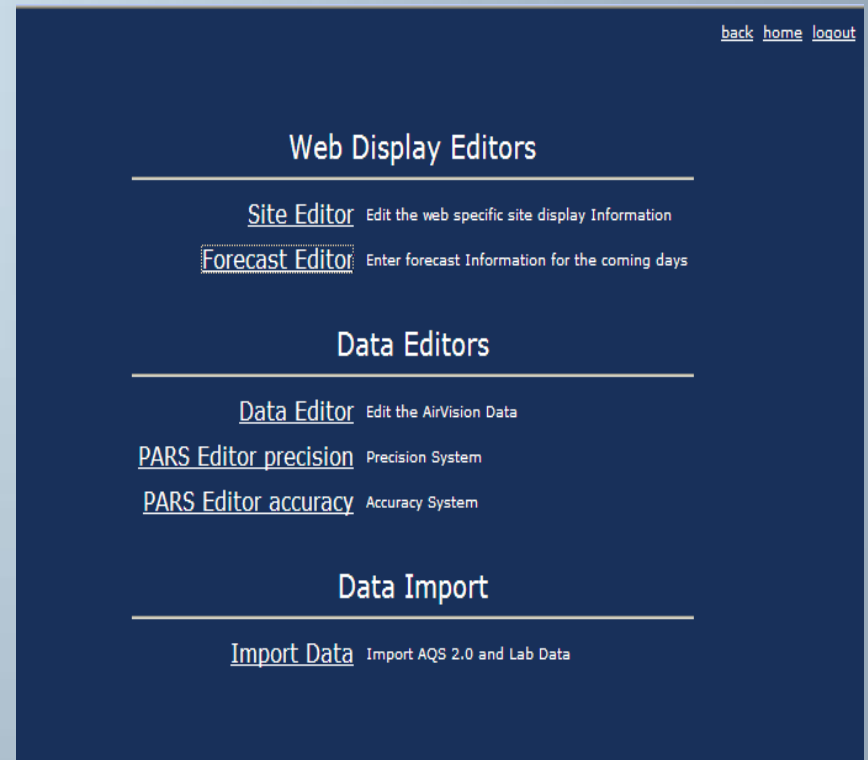 back home logout
Web Display Editors
Site Editor Edit the web specific site display Information
Forecast Editor Enter forecast Information for the coming days
Data Editors
Data Editor Edit the AirVision Data
PARS Editor precision Precision System
PARS Editor accuracy Accuracy System
Data Import
Import Data Import AQS 2.0 and Lab Data